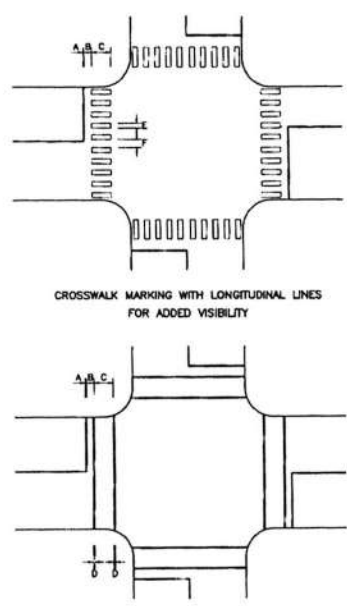 A B C
E
F
CROSSWALK MARKING WITH LONGITUDINAL LINES
FOR ADDED VISIBILITY
A B C
D D